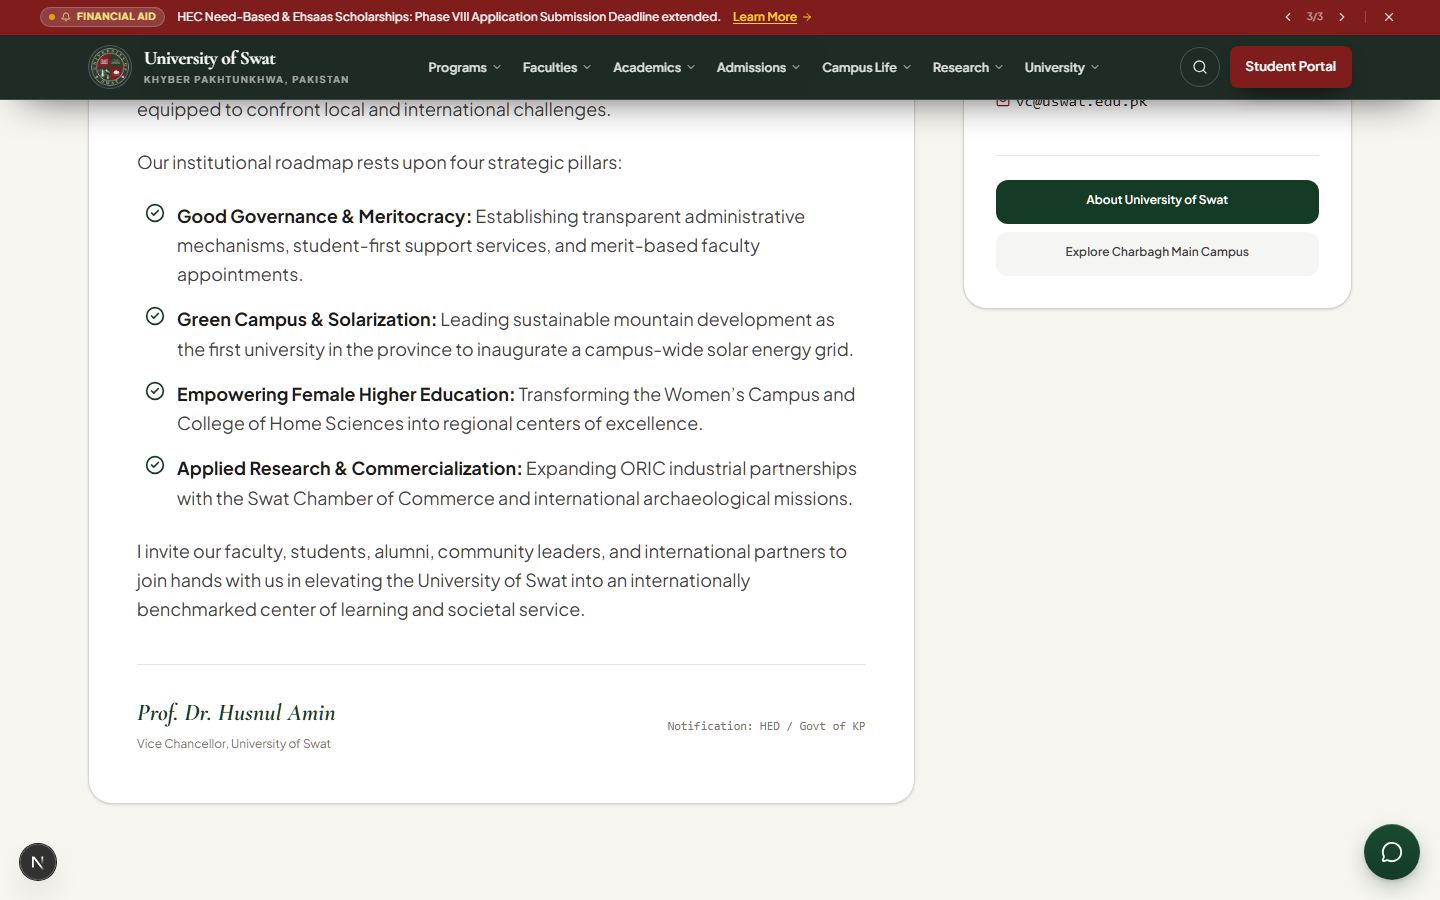 FINANCIAL AID
HEC Need-Based & Ehsaas Scholarships: Phase VIII Application Submission Deadline extended.
Learn More →
3/3
University of Swat
KHYBER PAKHTUNKHWA, PAKISTAN
Programs
Faculties
Academics
Admissions
Campus Life
Research
University
Student Portal
equipped to confront local and international challenges.
Our institutional roadmap rests upon four strategic pillars:
Good Governance & Meritocracy: Establishing transparent administrative
mechanisms, student-first support services, and merit-based faculty
appointments.
Green Campus & Solarization: Leading sustainable mountain development as
the first university in the province to inaugurate a campus-wide solar energy grid.
Empowering Female Higher Education: Transforming the Women’s Campus and
College of Home Sciences into regional centers of excellence.
Applied Research & Commercialization: Expanding ORIC industrial partnerships
with the Swat Chamber of Commerce and international archaeological missions.
I invite our faculty, students, alumni, community leaders, and international partners to
join hands with us in elevating the University of Swat into an internationally
benchmarked center of learning and societal service.
Prof. Dr. Husnul Amin
Vice Chancellor, University of Swat
Notification: HED / Govt of KP
vc@uswat.edu.pk
About University of Swat
Explore Charbagh Main Campus
N